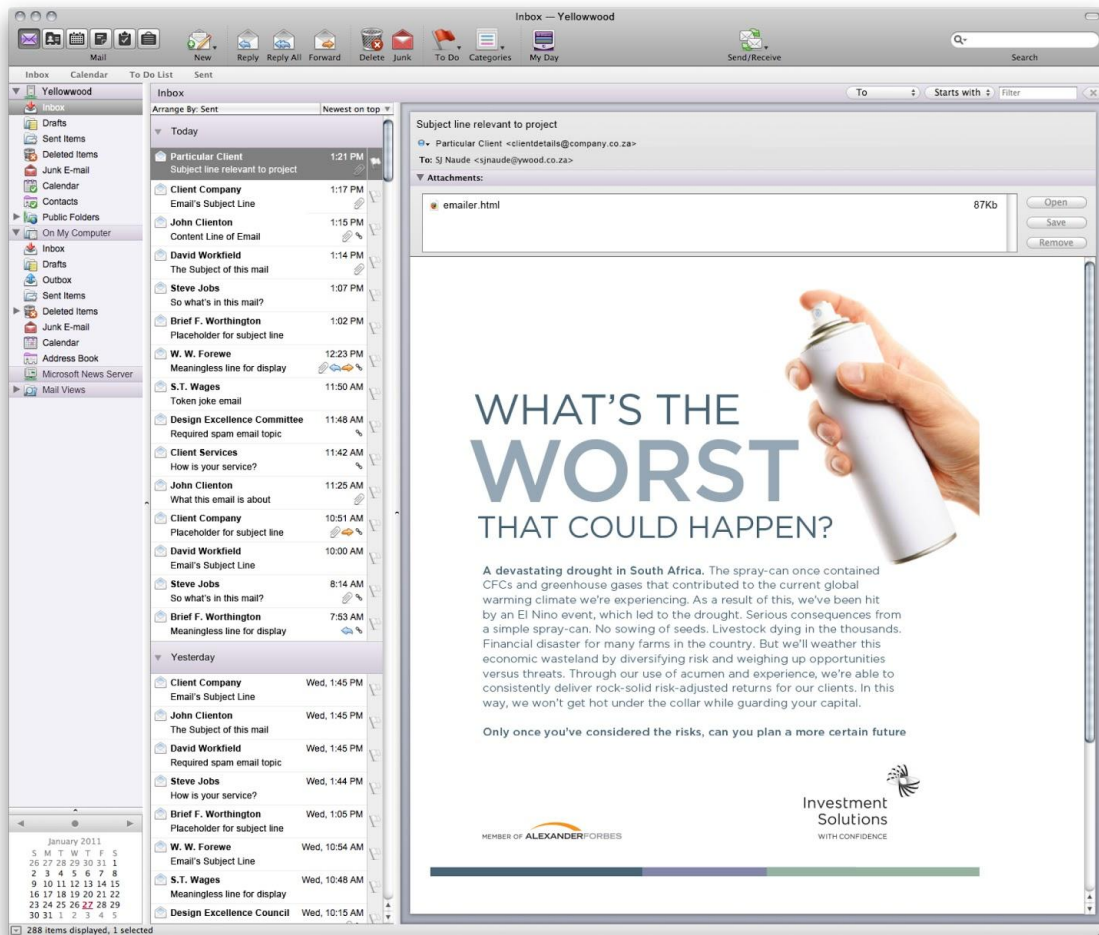 Inbox — Yellowwood
Mail
New
Reply
Reply All
Forward
Delete
Junk
To Do
Categories
My Day
Send/Receive
Search
Inbox
Calendar
To Do List
Sent
Yellowwood
Inbox
Drafts
Sent Items
Deleted Items
Junk E-mail
Calendar
Contacts
Public Folders
On My Computer
Inbox
Drafts
Outbox
Sent Items
Deleted Items
Junk E-mail
Calendar
Address Book
Microsoft News Server
Mail Views
January 2011
S M T W T F S
26 27 28 29 30 31 1
2 3 4 5 6 7 8
9 10 11 12 13 14 15
16 17 18 19 20 21 22
23 24 25 26 27 28 29
30 31 1 2 3 4 5
288 items displayed, 1 selected
Inbox
To
Starts with
Filter
Arrange By: Sent
Newest on top
Today
Particular Client 1:21 PM
Subject line relevant to project
Client Company 1:17 PM
Email's Subject Line
John Clienton 1:15 PM
Content Line of Email
David Workfield 1:14 PM
The Subject of this mail
Steve Jobs 1:07 PM
So what's in this mail?
Brief F. Worthington 1:02 PM
Placeholder for subject line
W. W. Forewe 12:23 PM
Meaningless line for display
S.T. Wages 11:50 AM
Token joke email
Design Excellence Committee 11:48 AM
Required spam email topic
Client Services 11:42 AM
How is your service?
John Clienton 11:25 AM
What this email is about
Client Company 10:51 AM
Placeholder for subject line
David Workfield 10:00 AM
Email's Subject Line
Steve Jobs 8:14 AM
So what's in this mail?
Brief F. Worthington 7:53 AM
Meaningless line for display
Yesterday
Client Company Wed, 1:45 PM
Email's Subject Line
John Clienton Wed, 1:45 PM
The Subject of this mail
David Workfield Wed, 1:45 PM
Required spam email topic
Steve Jobs Wed, 1:44 PM
How is your service?
Brief F. Worthington Wed, 1:05 PM
Placeholder for subject line
W. W. Forewe Wed, 10:54 AM
Email's Subject Line
S.T. Wages Wed, 10:48 AM
Meaningless line for display
Design Excellence Council Wed, 10:15 AM
Subject line relevant to project
Particular Client <clientdetails@company.co.za>
To: SJ Naude <sjnaude@ywood.co.za>
Attachments:
emailer.html 87Kb
Open
Save
Remove
WHAT'S THE
WORST
THAT COULD HAPPEN?
A devastating drought in South Africa. The spray-can once contained
CFCs and greenhouse gases that contributed to the current global
warming climate we're experiencing. As a result of this, we've been hit
by an El Nino event, which led to the drought. Serious consequences from
a simple spray-can. No sowing of seeds. Livestock dying in the thousands.
Financial disaster for many farms in the country. But we'll weather this
economic wasteland by diversifying risk and weighing up opportunities
versus threats. Through our use of acumen and experience, we're able to
consistently deliver rock-solid risk-adjusted returns for our clients. In this
way, we won't get hot under the collar while guarding your capital.
Only once you've considered the risks, can you plan a more certain future
MEMBER OF ALEXANDERFORBES
Investment
Solutions
WITH CONFIDENCE